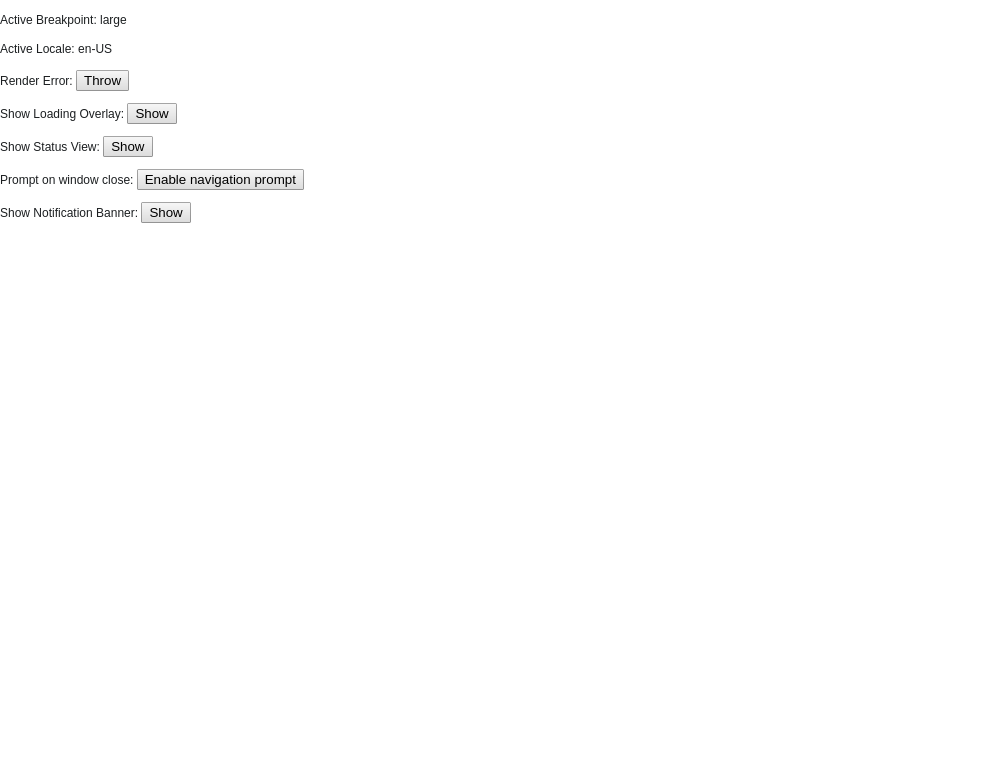 Active Breakpoint: large
Active Locale: en-US
Render Error: Throw
Show Loading Overlay: Show
Show Status View: Show
Prompt on window close: Enable navigation prompt
Show Notification Banner: Show